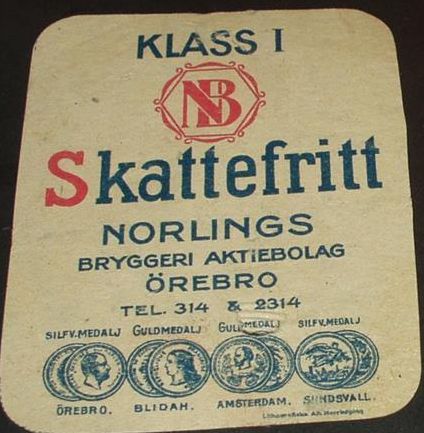 KLASS I
NB
Skattefritt
NORLINGS
BRYGGERI AKTIEBOLAG
ÖREBRO
TEL. 314 & 2314
SILFV.MEDALJ GULDMEDALJ GULDMEDALJ SILFV.MEDALJ
ÖREBRO. BLIDAH. AMSTERDAM. SUNDSVALL.